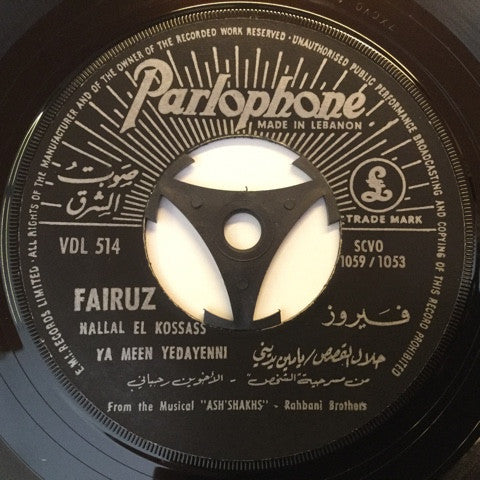 ALL RIGHTS OF THE MANUFACTURER AND OF THE OWNER OF THE RECORDED WORK RESERVED · UNAUTHORISED PUBLIC PERFORMANCE BROADCASTING AND COPYING OF THIS RECORD PROHIBITED
E.M.I. RECORDS LIMITED ·
Parlophone
MADE IN LEBANON
صوت الشرق
£
TRADE MARK
VDL 514
SCVO
1059 / 1053
FAIRUZ
فيروز
NALLAL EL KOSSASS
YA MEEN YEDAYENNI
حلال القصص / يا مين يديني
من مسرحية الشخص - الأخوين رحباني
From the Musical "ASH'SHAKHS" - Rahbani Brothers